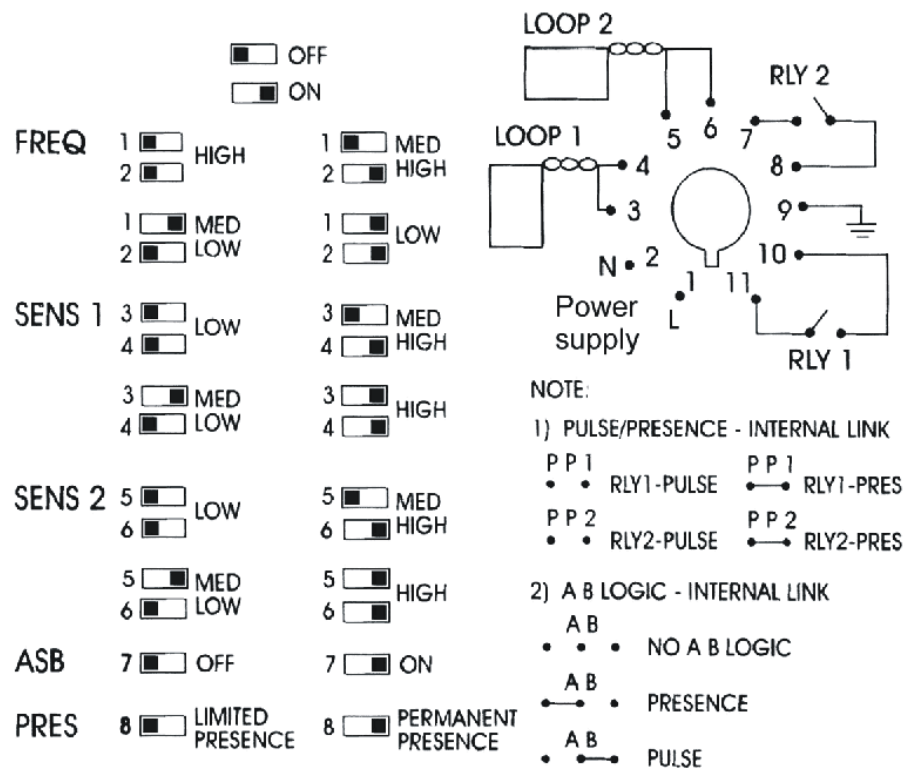 OFF
ON
FREQ
1 HIGH
2
1 MED
2 HIGH
1 MED
2 LOW
1 LOW
2
SENS 1
3 LOW
4
3 MED
4 HIGH
3 MED
4 LOW
3 HIGH
4
SENS 2
5 LOW
6
5 MED
6 HIGH
5 MED
6 LOW
5 HIGH
6
ASB
7 OFF
7 ON
PRES
8 LIMITED
PRESENCE
8 PERMANENT
PRESENCE
LOOP 2
RLY 2
LOOP 1
5 6 7
4 8
3 9
N 2 10
1 11
Power
supply
L
RLY 1
NOTE:
1) PULSE/PRESENCE - INTERNAL LINK
P P 1 P P 1
RLY1-PULSE RLY1-PRES
P P 2 P P 2
RLY2-PULSE RLY2-PRES
2) A B LOGIC - INTERNAL LINK
A B
NO A B LOGIC
A B
PRESENCE
A B
PULSE